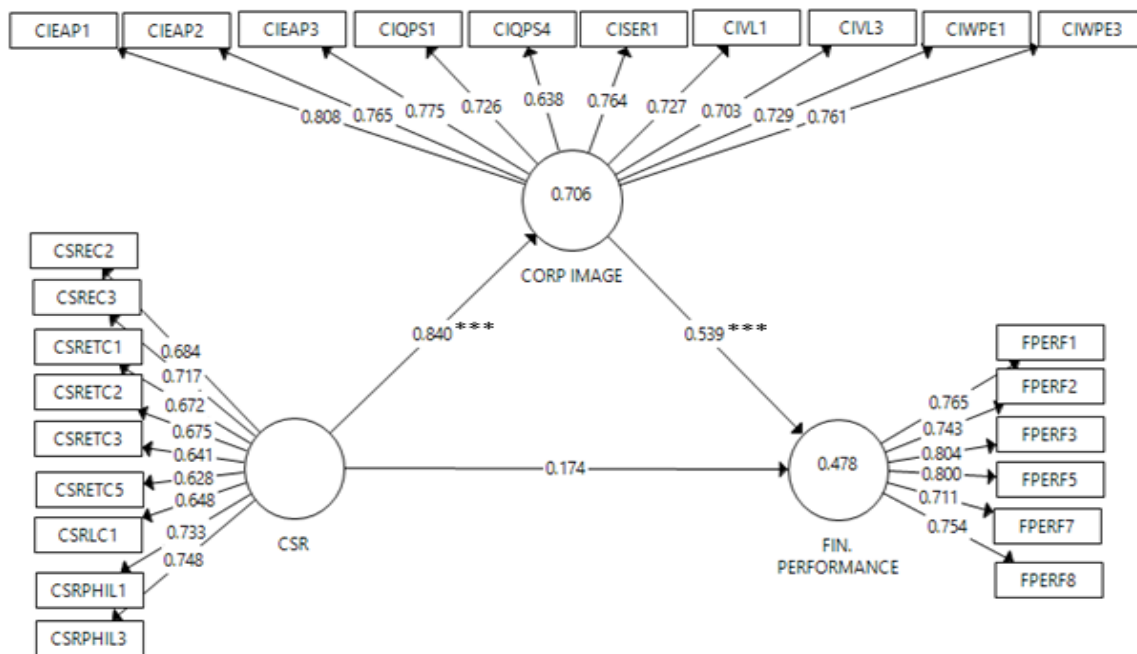 CIEAP1 CIEAP2 CIEAP3 CIQPS1 CIQPS4 CISER1 CIVL1 CIVL3 CIWPE1 CIWPE3
0.808 0.765 0.775 0.726 0.638 0.764 0.727 0.703 0.729 0.761
0.706
CORP IMAGE
CSREC2
CSREC3
CSRETC1
CSRETC2
CSRETC3
CSRETC5
CSRLC1
CSRPHIL1
CSRPHIL3
0.684
0.717
0.672
0.675
0.641
0.628
0.648
0.733
0.748
CSR
0.840***
0.539***
0.174
0.478
FIN.
PERFORMANCE
0.765
0.743
0.804
0.800
0.711
0.754
FPERF1
FPERF2
FPERF3
FPERF5
FPERF7
FPERF8